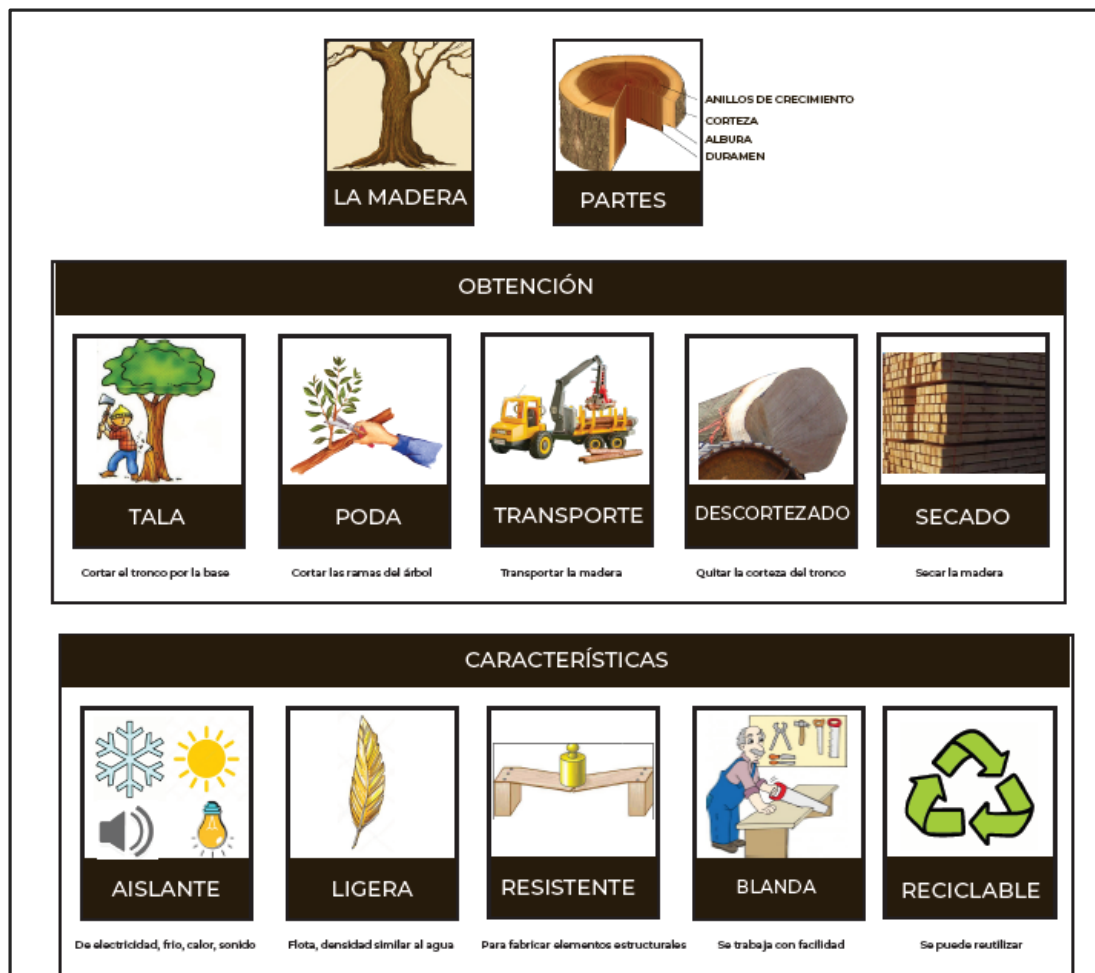 LA MADERA
PARTES
ANILLOS DE CRECIMIENTO
CORTEZA
ALBURA
DURAMEN
OBTENCIÓN
TALA
Cortar el tronco por la base
PODA
Cortar las ramas del árbol
TRANSPORTE
Transportar la madera
DESCORTEZADO
Quitar la corteza del tronco
SECADO
Secar la madera
CARACTERÍSTICAS
AISLANTE
De electricidad, frio, calor, sonido
LIGERA
Flota, densidad similar al agua
RESISTENTE
Para fabricar elementos estructurales
BLANDA
Se trabaja con facilidad
RECICLABLE
Se puede reutilizar